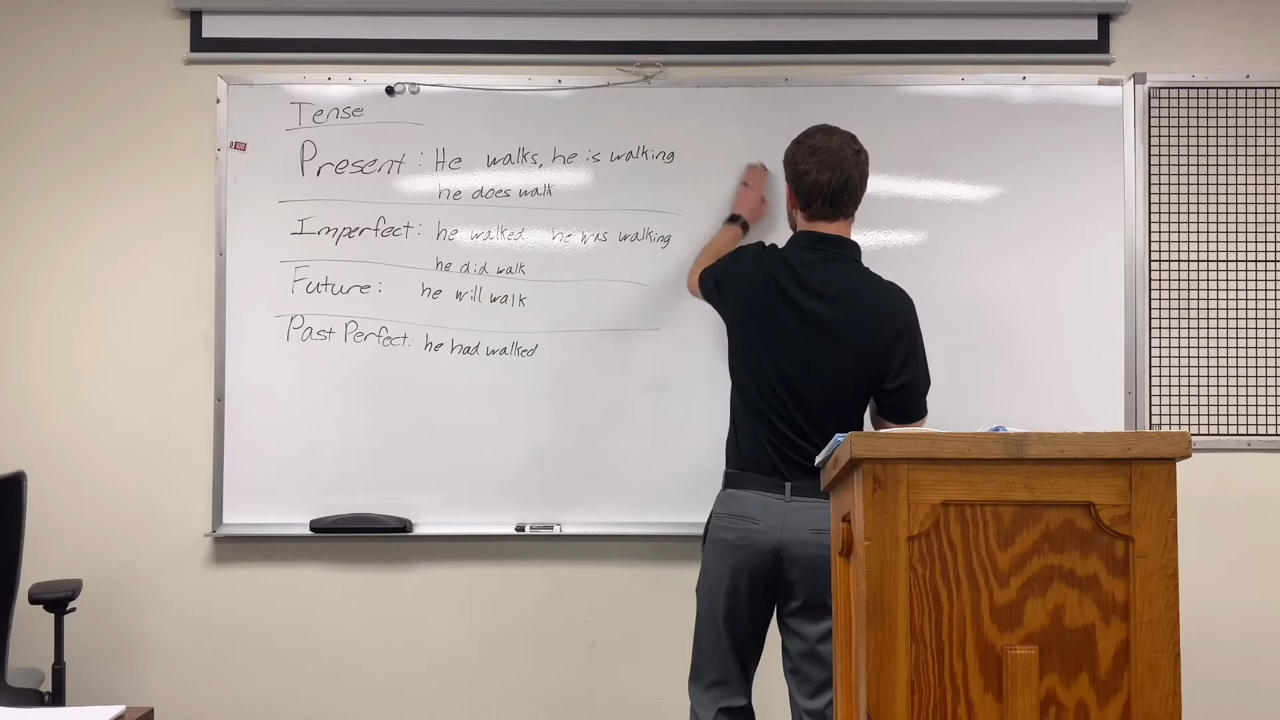 Tense
Present: He walks, he is walking
he does walk
Imperfect: he walked he was walking
he did walk
Future: he will walk
Past Perfect: he had walked